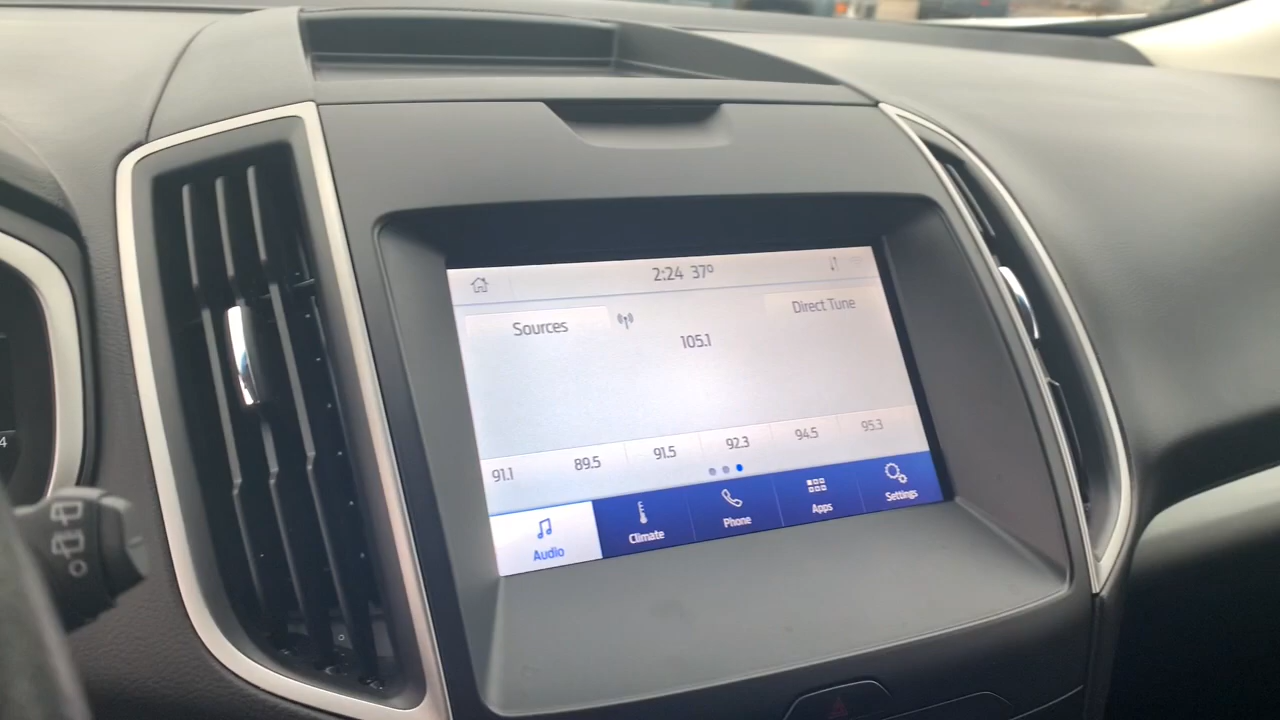 2:24 37°
Sources
Direct Tune
105.1
91.1 89.5 91.5 92.3 94.5 95.3
Audio Climate Phone Apps Settings
4